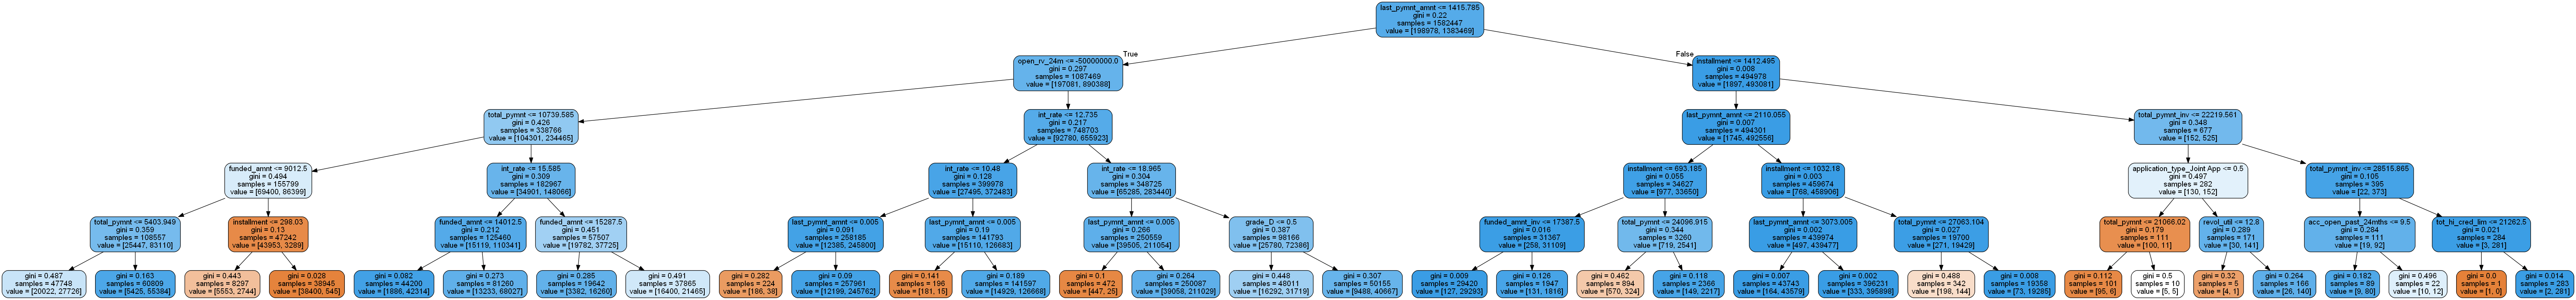 last_pymnt_amnt <= 1415.785
gini = 0.22
samples = 1582447
value = [198978, 1383469]
True
False
open_rv_24m <= -50000000.0
gini = 0.297
samples = 1087469
value = [197081, 890388]
installment <= 1412.495
gini = 0.008
samples = 494978
value = [1897, 493081]
total_pymnt <= 10739.585
gini = 0.426
samples = 338766
value = [104301, 234465]
int_rate <= 12.735
gini = 0.217
samples = 748703
value = [92780, 655923]
last_pymnt_amnt <= 2110.055
gini = 0.007
samples = 494301
value = [1745, 492556]
total_pymnt_inv <= 22219.561
gini = 0.348
samples = 677
value = [152, 525]
funded_amnt <= 9012.5
gini = 0.494
samples = 155799
value = [69400, 86399]
int_rate <= 15.585
gini = 0.309
samples = 182967
value = [34901, 148066]
int_rate <= 10.48
gini = 0.128
samples = 399978
value = [27495, 372483]
int_rate <= 18.965
gini = 0.304
samples = 348725
value = [65285, 283440]
installment <= 693.185
gini = 0.055
samples = 34627
value = [977, 33650]
installment <= 1032.18
gini = 0.003
samples = 459674
value = [768, 458906]
application_type_Joint App <= 0.5
gini = 0.497
samples = 282
value = [130, 152]
total_pymnt_inv <= 28515.865
gini = 0.105
samples = 395
value = [22, 373]
total_pymnt <= 5403.949
gini = 0.359
samples = 108557
value = [25447, 83110]
installment <= 298.03
gini = 0.13
samples = 47242
value = [43953, 3289]
funded_amnt <= 14012.5
gini = 0.212
samples = 125460
value = [15119, 110341]
funded_amnt <= 15287.5
gini = 0.451
samples = 57507
value = [19782, 37725]
last_pymnt_amnt <= 0.005
gini = 0.091
samples = 258185
value = [12385, 245800]
last_pymnt_amnt <= 0.005
gini = 0.19
samples = 141793
value = [15110, 126683]
last_pymnt_amnt <= 0.005
gini = 0.266
samples = 250559
value = [39505, 211054]
grade_D <= 0.5
gini = 0.387
samples = 98166
value = [25780, 72386]
funded_amnt_inv <= 17387.5
gini = 0.016
samples = 31367
value = [258, 31109]
total_pymnt <= 24096.915
gini = 0.344
samples = 3260
value = [719, 2541]
last_pymnt_amnt <= 3073.005
gini = 0.002
samples = 439974
value = [497, 439477]
total_pymnt <= 27063.104
gini = 0.027
samples = 19700
value = [271, 19429]
total_pymnt <= 21066.02
gini = 0.179
samples = 111
value = [100, 11]
revol_util <= 12.8
gini = 0.289
samples = 171
value = [30, 141]
acc_open_past_24mths <= 9.5
gini = 0.284
samples = 111
value = [19, 92]
tot_hi_cred_lim <= 21262.5
gini = 0.021
samples = 284
value = [3, 281]
gini = 0.487
samples = 47748
value = [20022, 27726]
gini = 0.163
samples = 60809
value = [5425, 55384]
gini = 0.443
samples = 8297
value = [5553, 2744]
gini = 0.028
samples = 38945
value = [38400, 545]
gini = 0.082
samples = 44200
value = [1886, 42314]
gini = 0.273
samples = 81260
value = [13233, 68027]
gini = 0.285
samples = 19642
value = [3382, 16260]
gini = 0.491
samples = 37865
value = [16400, 21465]
gini = 0.282
samples = 224
value = [186, 38]
gini = 0.09
samples = 257961
value = [12199, 245762]
gini = 0.141
samples = 196
value = [181, 15]
gini = 0.189
samples = 141597
value = [14929, 126668]
gini = 0.1
samples = 472
value = [447, 25]
gini = 0.264
samples = 250087
value = [39058, 211029]
gini = 0.448
samples = 48011
value = [16292, 31719]
gini = 0.307
samples = 50155
value = [9488, 40667]
gini = 0.009
samples = 29420
value = [127, 29293]
gini = 0.126
samples = 1947
value = [131, 1816]
gini = 0.462
samples = 894
value = [570, 324]
gini = 0.118
samples = 2366
value = [149, 2217]
gini = 0.007
samples = 43743
value = [164, 43579]
gini = 0.002
samples = 396231
value = [333, 395898]
gini = 0.488
samples = 342
value = [198, 144]
gini = 0.008
samples = 19358
value = [73, 19285]
gini = 0.112
samples = 101
value = [95, 6]
gini = 0.5
samples = 10
value = [5, 5]
gini = 0.32
samples = 5
value = [4, 1]
gini = 0.264
samples = 166
value = [26, 140]
gini = 0.182
samples = 89
value = [9, 80]
gini = 0.496
samples = 22
value = [10, 12]
gini = 0.0
samples = 1
value = [1, 0]
gini = 0.014
samples = 283
value = [2, 281]